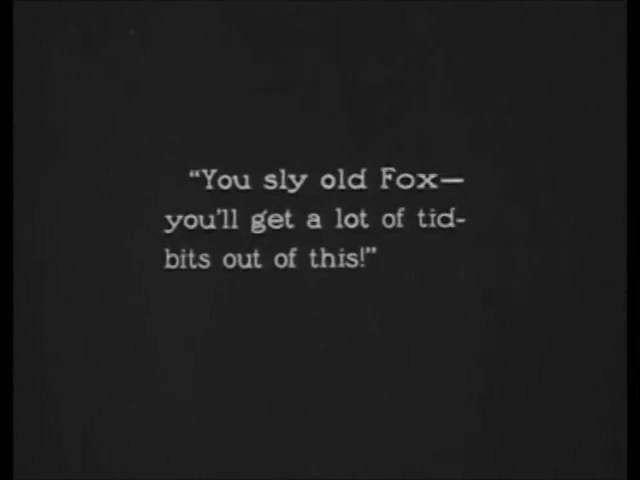 “You sly old Fox—
you'll get a lot of tid-
bits out of this!”